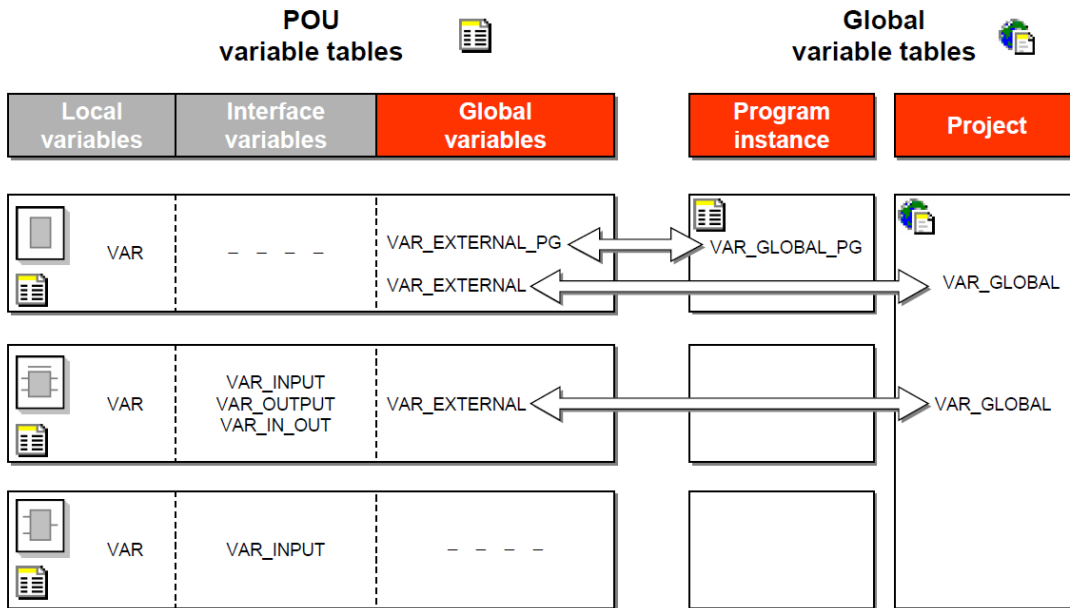 POU
variable tables
Global
variable tables
Local
variables
Interface
variables
Global
variables
Program
instance
Project
VAR
– – – –
VAR_EXTERNAL_PG
VAR_EXTERNAL
VAR_GLOBAL_PG
VAR_GLOBAL
VAR
VAR_INPUT
VAR_OUTPUT
VAR_IN_OUT
VAR_EXTERNAL
VAR_GLOBAL
VAR
VAR_INPUT
– – – –